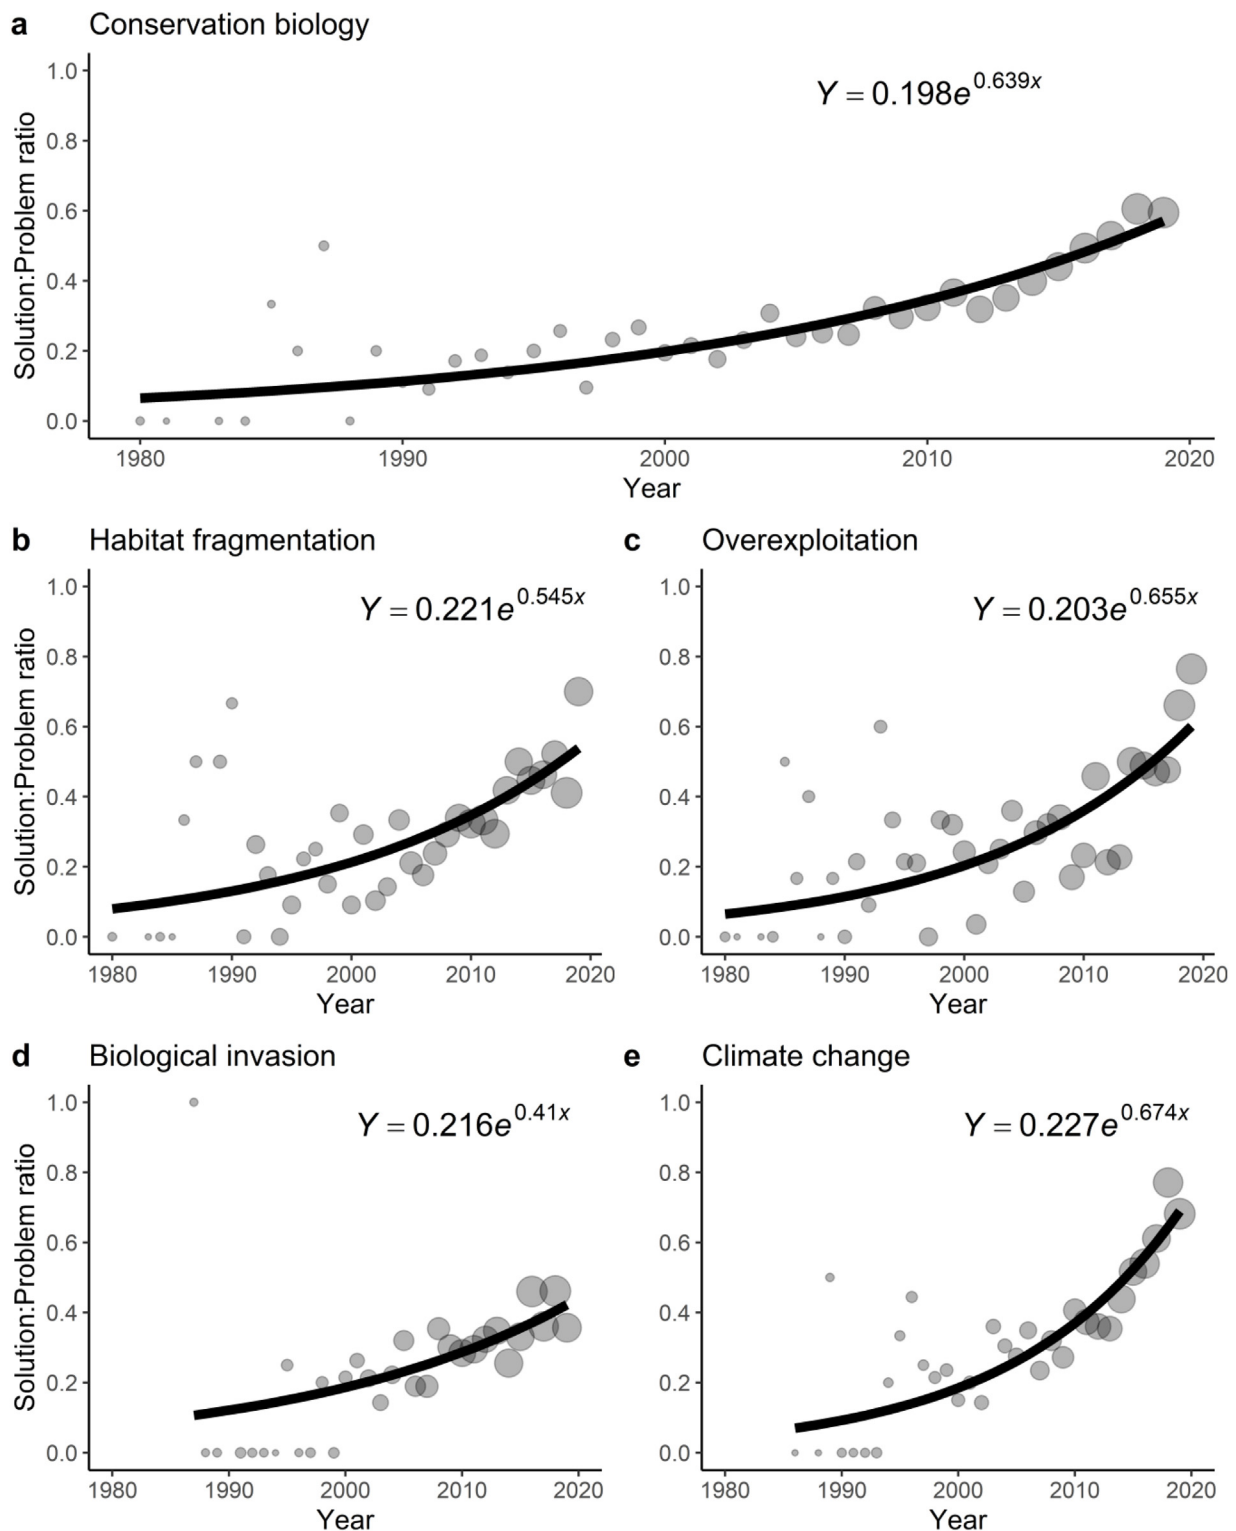 a Conservation biology
Y = 0.198e^0.639x
Solution:Problem ratio
1.0
0.8
0.6
0.4
0.2
0.0
1980 1990 2000 2010 2020
Year
b Habitat fragmentation
Y = 0.221e^0.545x
Solution:Problem ratio
1.0
0.8
0.6
0.4
0.2
0.0
1980 1990 2000 2010 2020
Year
c Overexploitation
Y = 0.203e^0.655x
1.0
0.8
0.6
0.4
0.2
0.0
1980 1990 2000 2010 2020
Year
d Biological invasion
Y = 0.216e^0.41x
Solution:Problem ratio
1.0
0.8
0.6
0.4
0.2
0.0
1980 1990 2000 2010 2020
Year
e Climate change
Y = 0.227e^0.674x
1.0
0.8
0.6
0.4
0.2
0.0
1980 1990 2000 2010 2020
Year